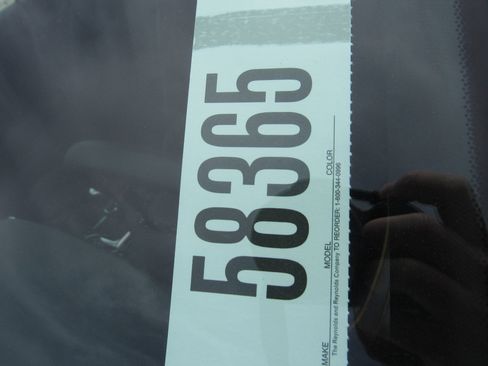 58365
MAKE MODEL COLOR
The Reynolds and Reynolds Company TO REORDER: 1-800-344-0996